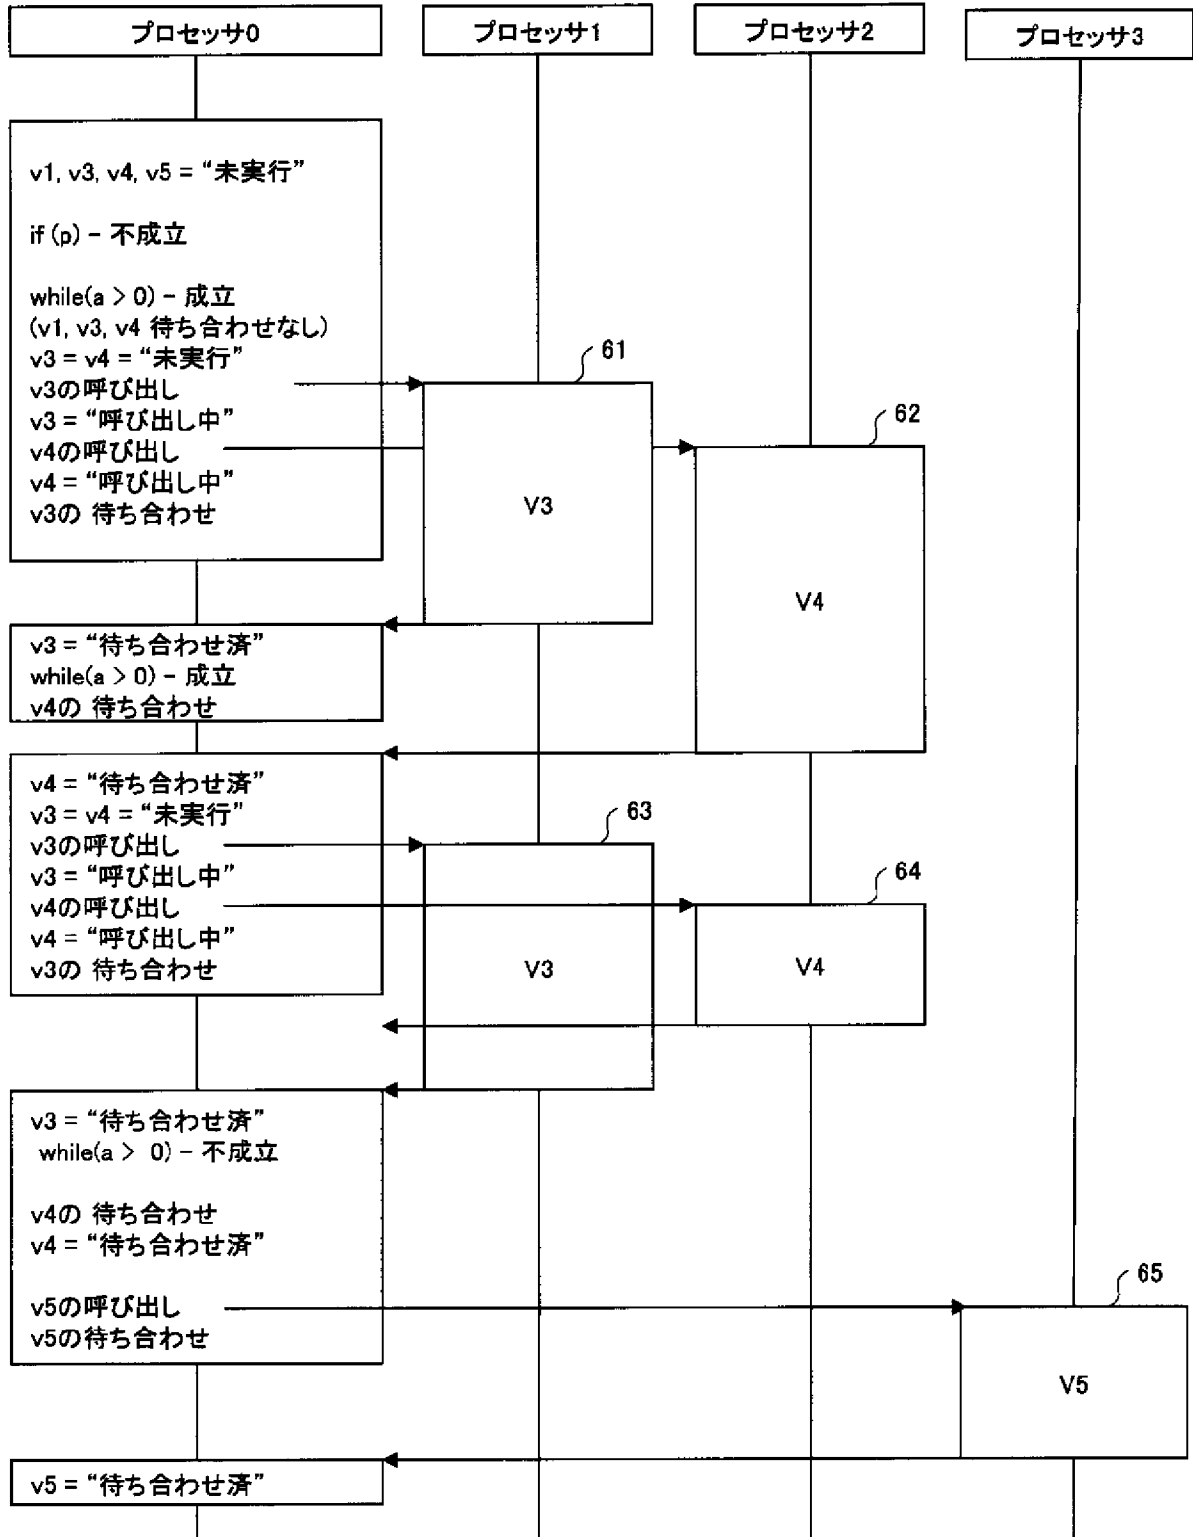 プロセッサ0
プロセッサ1
プロセッサ2
プロセッサ3
v1, v3, v4, v5 = “未実行”
if (p) − 不成立
while(a > 0) − 成立
(v1, v3, v4 待ち合わせなし)
v3 = v4 = “未実行”
v3の呼び出し
v3 = “呼び出し中”
v4の呼び出し
v4 = “呼び出し中”
v3の 待ち合わせ
61
V3
62
V4
v3 = “待ち合わせ済”
while(a > 0) − 成立
v4の 待ち合わせ
v4 = “待ち合わせ済”
v3 = v4 = “未実行”
v3の呼び出し
v3 = “呼び出し中”
v4の呼び出し
v4 = “呼び出し中”
v3の 待ち合わせ
63
V3
64
V4
v3 = “待ち合わせ済”
while(a > 0) − 不成立
v4の 待ち合わせ
v4 = “待ち合わせ済”
v5の呼び出し
v5の待ち合わせ
65
V5
v5 = “待ち合わせ済”